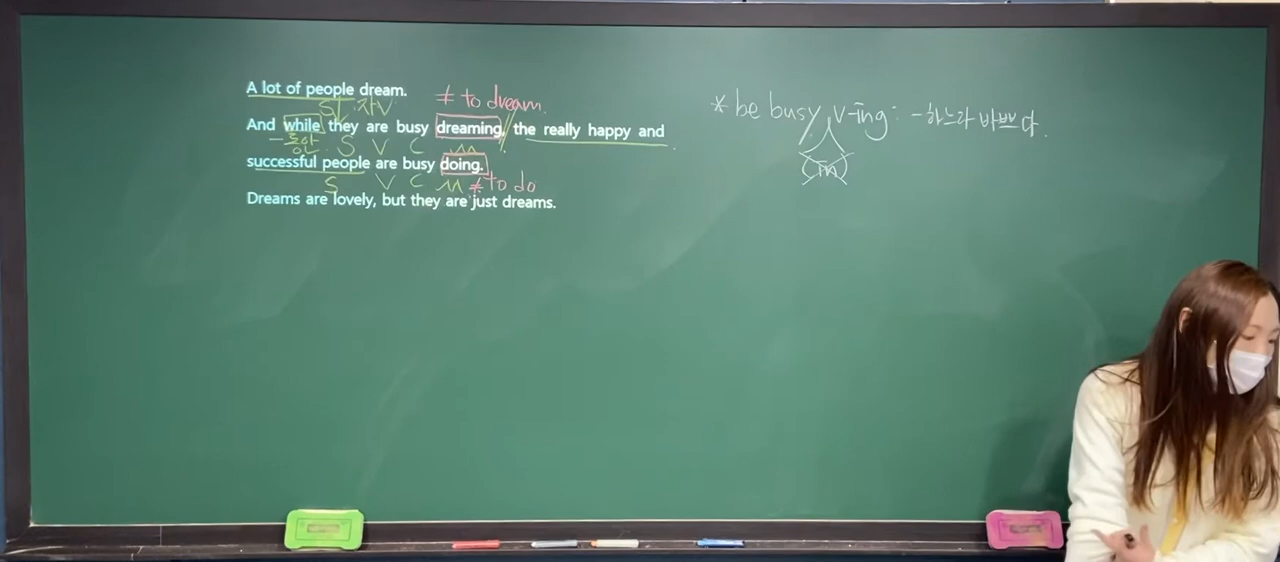 A lot of people dream.
S 자V ≠ to dream.
And while they are busy dreaming, the really happy and
~동안 S V C M
successful people are busy doing.
S V C M ≠ to do
Dreams are lovely, but they are just dreams.
* be busy V-ing: ~하느라 바쁘다.
(in)